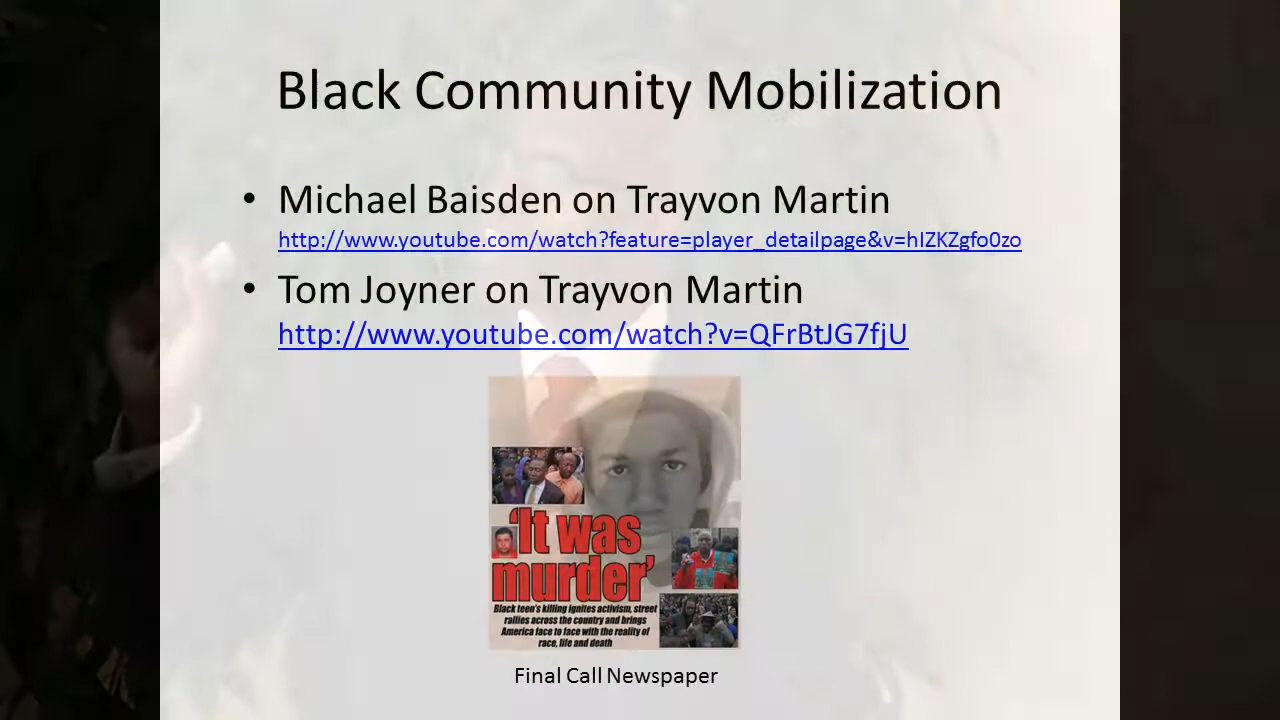 Black Community Mobilization
• Michael Baisden on Trayvon Martin
http://www.youtube.com/watch?feature=player_detailpage&v=hIZKZgfo0zo
• Tom Joyner on Trayvon Martin
http://www.youtube.com/watch?v=QFrBtJG7fjU
'It was
murder'
Black teen's killing ignites activism, street
rallies across the country and brings
America face to face with the reality of
race, life and death
Final Call Newspaper